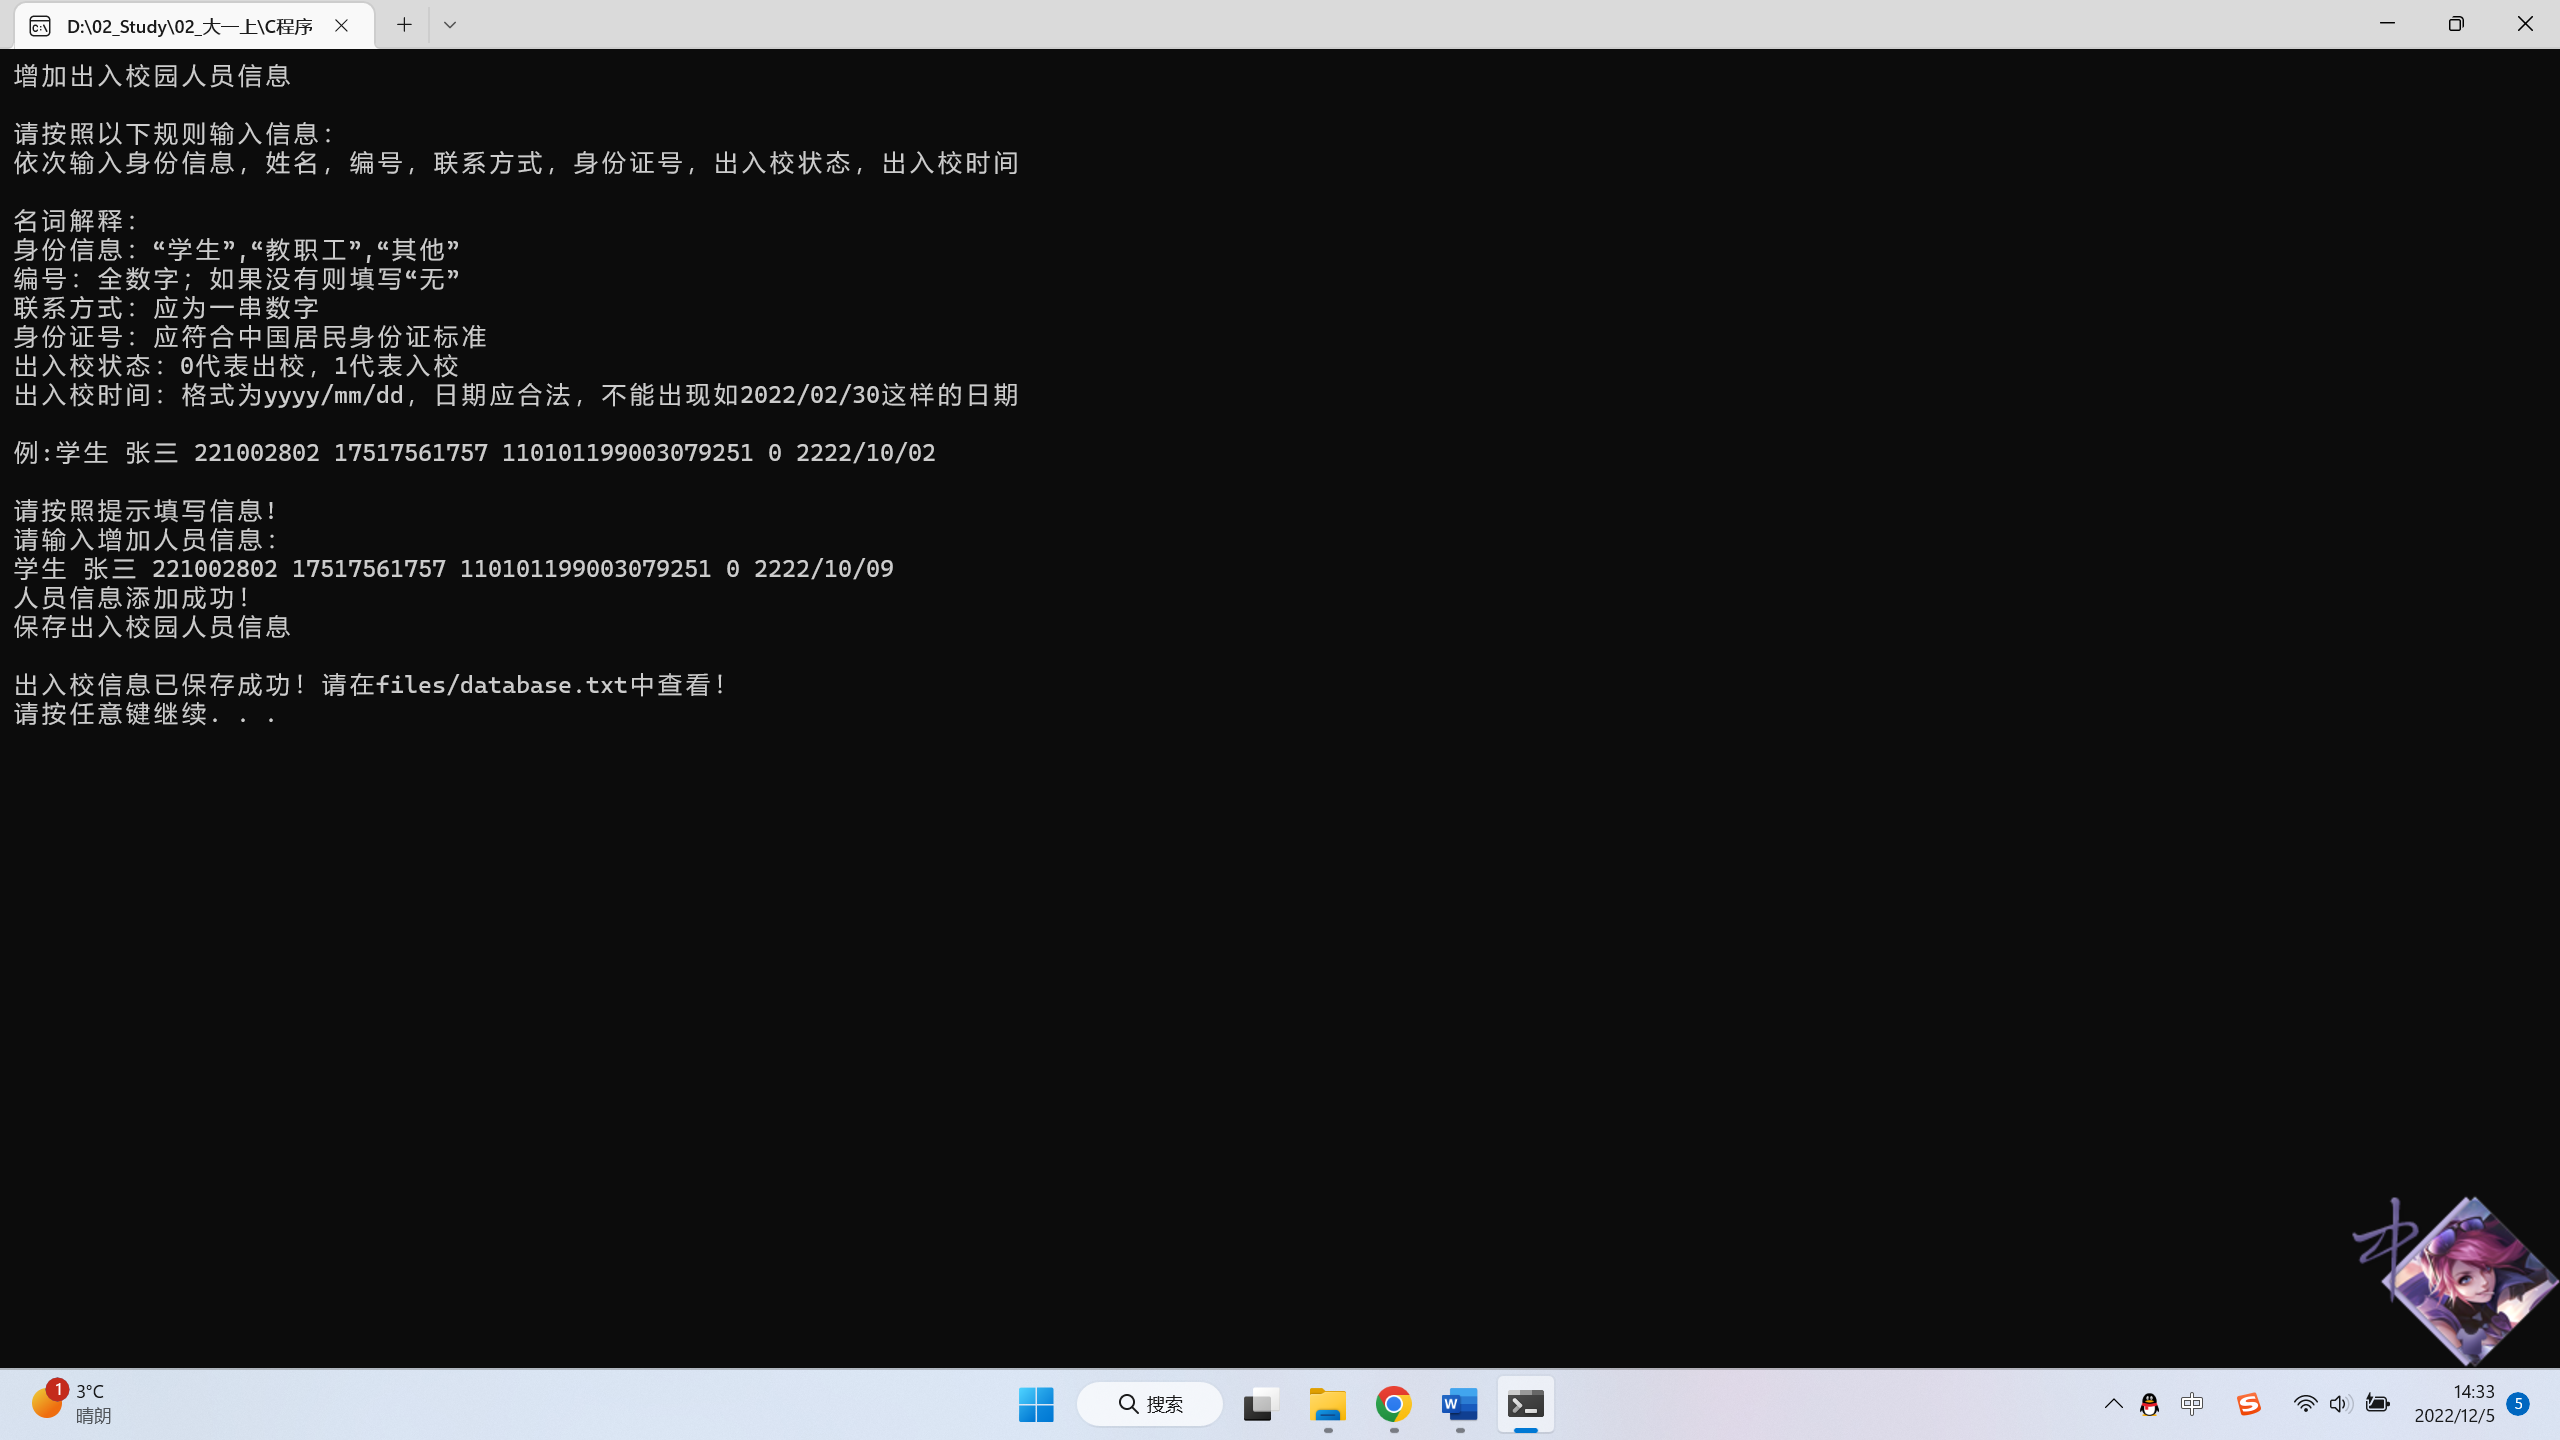 D:\02_Study\02_大一上\C程序
增加出入校园人员信息
请按照以下规则输入信息：
依次输入身份信息，姓名，编号，联系方式，身份证号，出入校状态，出入校时间
名词解释：
身份信息：“学生”,“教职工”,“其他”
编号：全数字；如果没有则填写“无”
联系方式：应为一串数字
身份证号：应符合中国居民身份证标准
出入校状态：0代表出校，1代表入校
出入校时间：格式为yyyy/mm/dd，日期应合法，不能出现如2022/02/30这样的日期
例:学生 张三 221002802 17517561757 110101199003079251 0 2222/10/02
请按照提示填写信息！
请输入增加人员信息：
学生 张三 221002802 17517561757 110101199003079251 0 2222/10/09
人员信息添加成功！
保存出入校园人员信息
出入校信息已保存成功！请在files/database.txt中查看！
请按任意键继续. . .
中
1
3°C
晴朗
搜索
W
中
S
14:33
2022/12/5
5